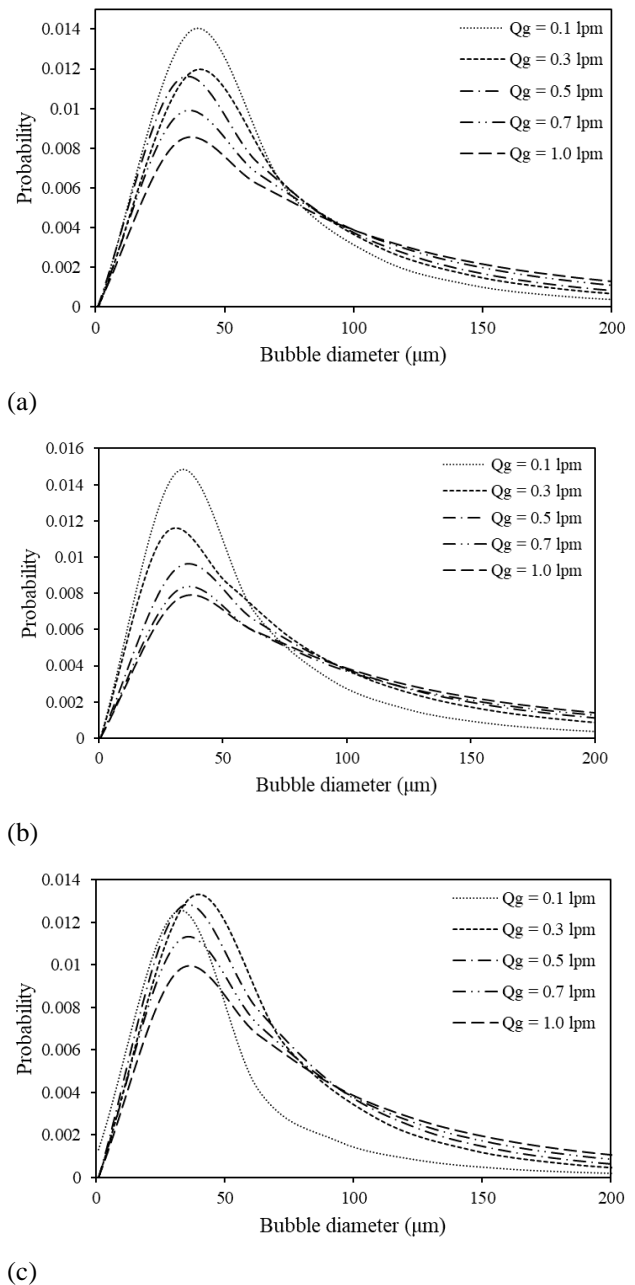 0.014
0.012
0.01
0.008
0.006
0.004
0.002
0
Probability
Qg = 0.1 lpm
Qg = 0.3 lpm
Qg = 0.5 lpm
Qg = 0.7 lpm
Qg = 1.0 lpm
0 50 100 150 200
Bubble diameter (μm)
(a)
0.016
0.014
0.012
0.01
0.008
0.006
0.004
0.002
0
Probability
Qg = 0.1 lpm
Qg = 0.3 lpm
Qg = 0.5 lpm
Qg = 0.7 lpm
Qg = 1.0 lpm
0 50 100 150 200
Bubble diameter (μm)
(b)
0.014
0.012
0.01
0.008
0.006
0.004
0.002
0
Probability
Qg = 0.1 lpm
Qg = 0.3 lpm
Qg = 0.5 lpm
Qg = 0.7 lpm
Qg = 1.0 lpm
0 50 100 150 200
Bubble diameter (μm)
(c)